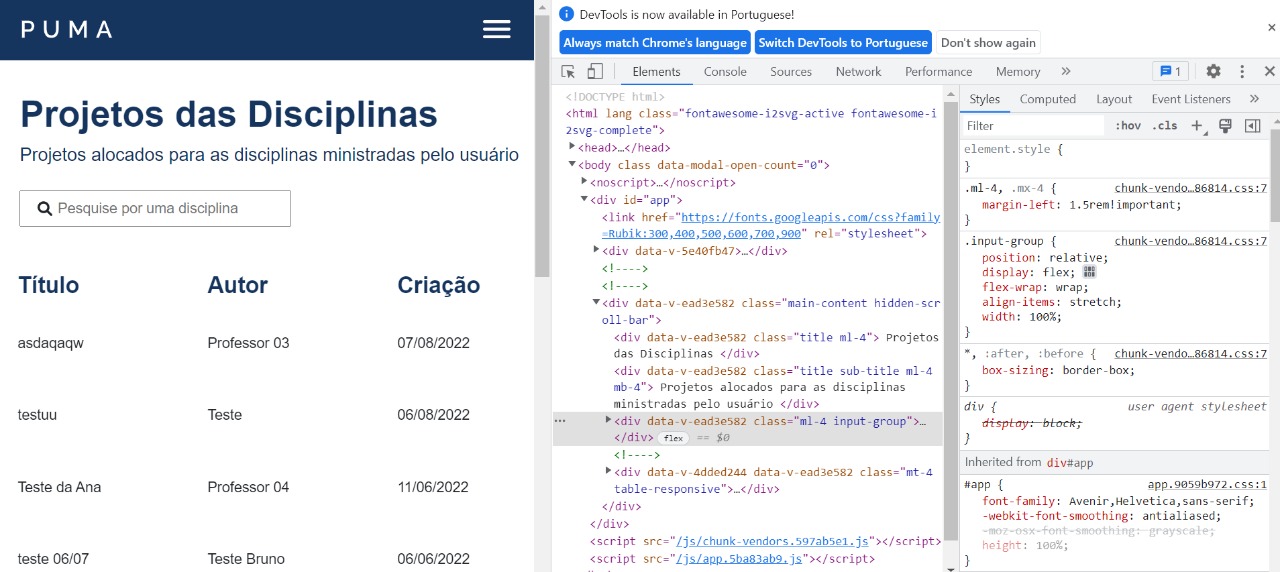 PUMA
Projetos das Disciplinas
Projetos alocados para as disciplinas ministradas pelo usuário
Pesquise por uma disciplina
Título Autor Criação
asdaqaqw Professor 03 07/08/2022
testuu Teste 06/08/2022
Teste da Ana Professor 04 11/06/2022
teste 06/07 Teste Bruno 06/06/2022
DevTools is now available in Portuguese!
Always match Chrome's language Switch DevTools to Portuguese Don't show again
Elements Console Sources Network Performance Memory » 1
<!DOCTYPE html>
<html lang class="fontawesome-i2svg-active fontawesome-i
2svg-complete">
<head>…</head>
<body class data-modal-open-count="0">
<noscript>…</noscript>
<div id="app">
<link href="https://fonts.googleapis.com/css?family
=Rubik:300,400,500,600,700,900" rel="stylesheet">
<div data-v-5e40fb47>…</div>
<!---->
<!---->
<div data-v-ead3e582 class="main-content hidden-scr
oll-bar">
<div data-v-ead3e582 class="title ml-4"> Projetos
das Disciplinas </div>
<div data-v-ead3e582 class="title sub-title ml-4
mb-4"> Projetos alocados para as disciplinas
ministradas pelo usuário </div>
<div data-v-ead3e582 class="ml-4 input-group">…
</div> flex == $0
<!---->
<div data-v-4dded244 data-v-ead3e582 class="mt-4
table-responsive">…</div>
</div>
</div>
<script src="/js/chunk-vendors.597ab5e1.js"></script>
<script src="/js/app.5ba83ab9.js"></script>
Styles Computed Layout Event Listeners »
Filter :hov .cls +
element.style {
}
.ml-4, .mx-4 { chunk-vendo…86814.css:7
margin-left: 1.5rem!important;
}
.input-group { chunk-vendo…86814.css:7
position: relative;
display: flex;
flex-wrap: wrap;
align-items: stretch;
width: 100%;
}
*, :after, :before { chunk-vendo…86814.css:7
box-sizing: border-box;
}
div { user agent stylesheet
display: block;
}
Inherited from div#app
#app { app.9059b972.css:1
font-family: Avenir,Helvetica,sans-serif;
-webkit-font-smoothing: antialiased;
-moz-osx-font-smoothing: grayscale;
height: 100%;